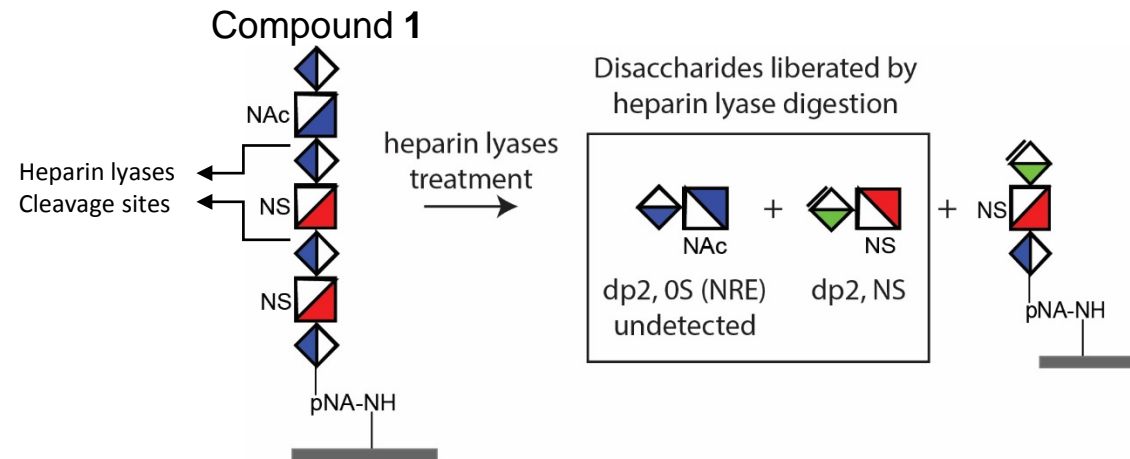 Compound 1
NAc
Heparin lyases
Cleavage sites
NS
NS
pNA-NH
heparin lyases
treatment
Disaccharides liberated by
heparin lyase digestion
+
+
NAc
NS
dp2, 0S (NRE)
undetected
dp2, NS
NS
pNA-NH